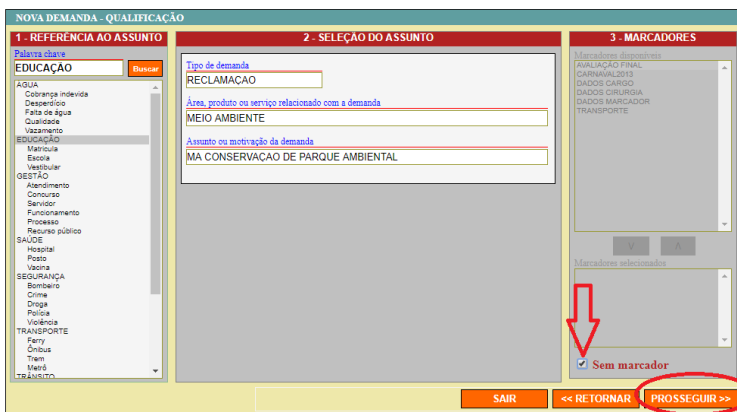 NOVA DEMANDA - QUALIFICAÇÃO
1 - REFERÊNCIA AO ASSUNTO
Palavra chave
EDUCAÇÃO
Buscar
ÁGUA
Cobrança indevida
Desperdício
Falta de água
Qualidade
Vazamento
EDUCAÇÃO
Matricula
Escola
Vestibular
GESTÃO
Atendimento
Concurso
Servidor
Funcionamento
Processo
Recurso público
SAÚDE
Hospital
Posto
Vacina
SEGURANÇA
Bombeiro
Crime
Droga
Polícia
Violência
TRANSPORTE
Ferry
Ônibus
Trem
Metrô
TRÂNSITO
2 - SELEÇÃO DO ASSUNTO
Tipo de demanda
RECLAMAÇAO
Área, produto ou serviço relacionado com a demanda
MEIO AMBIENTE
Assunto ou motivação da demanda
MA CONSERVAÇAO DE PARQUE AMBIENTAL
3 - MARCADORES
Marcadores disponíveis
AVALIAÇÃO FINAL
CARNAVAL2013
DADOS CARGO
DADOS CIRURGIA
DADOS MARCADOR
TRANSPORTE
V
Λ
Marcadores selecionados
Sem marcador
SAIR
<< RETORNAR
PROSSEGUIR >>